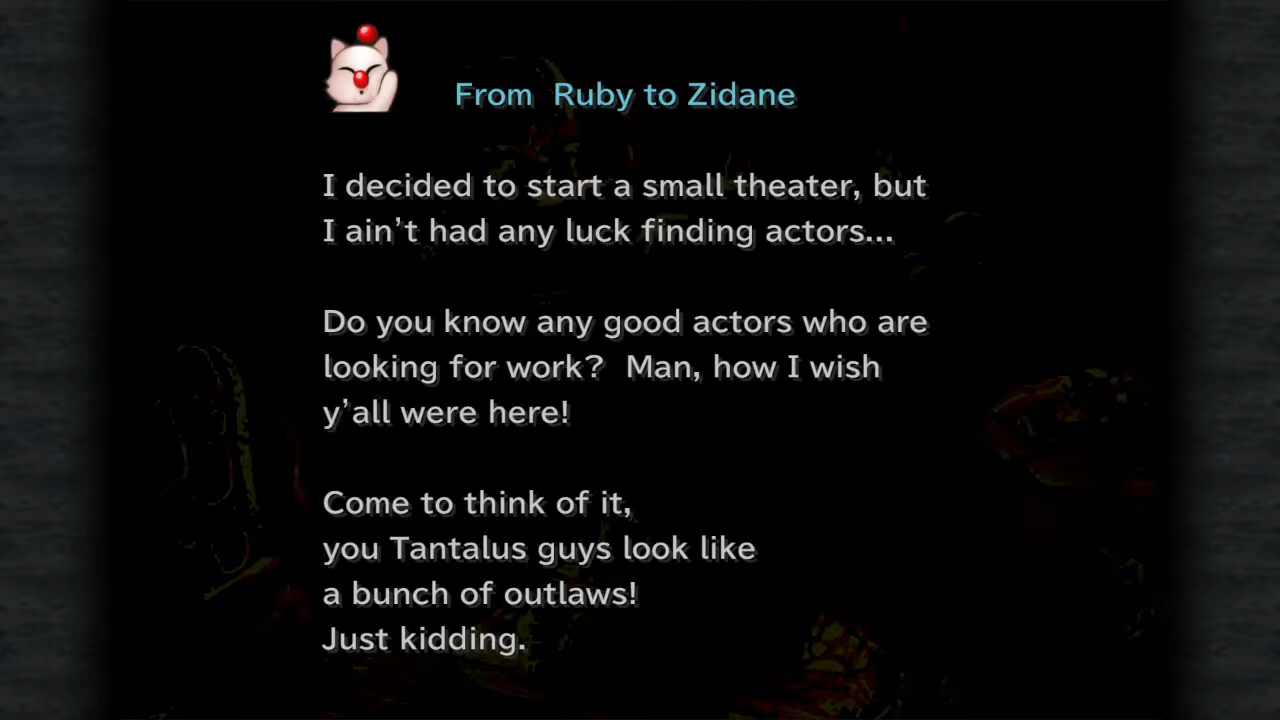 From  Ruby to Zidane
I decided to start a small theater, but
I ain't had any luck finding actors...
Do you know any good actors who are
looking for work?  Man, how I wish
y'all were here!
Come to think of it,
you Tantalus guys look like
a bunch of outlaws!
Just kidding.